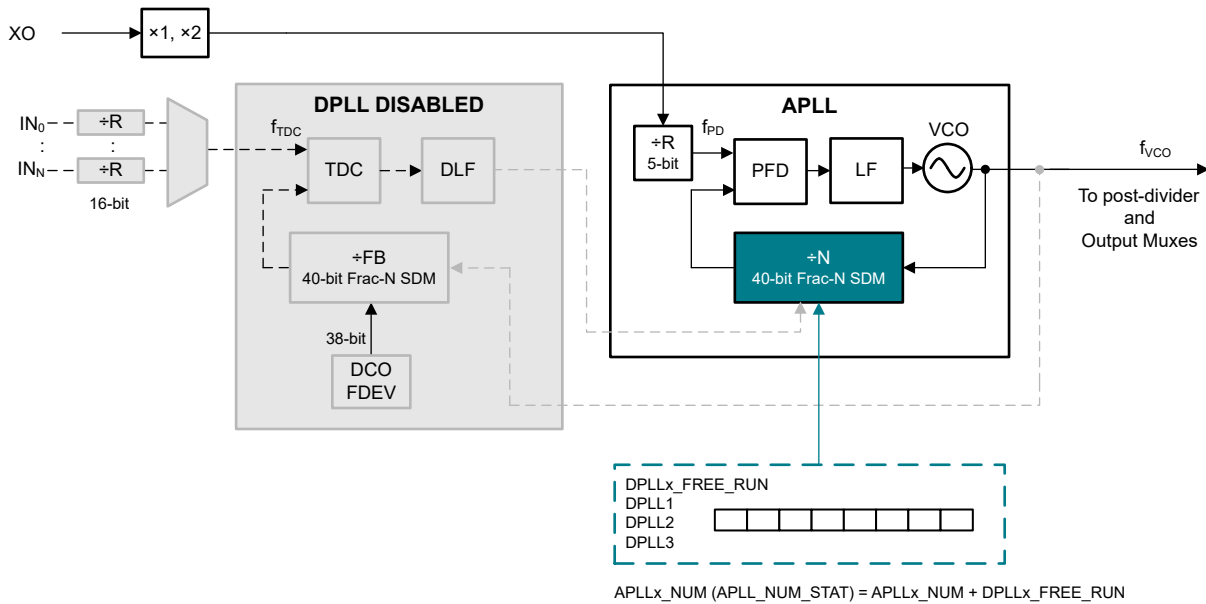 XO
×1, ×2
DPLL DISABLED
APLL
IN0
÷R
:
:
INN
÷R
16-bit
fTDC
TDC
DLF
÷FB
40-bit Frac-N SDM
38-bit
DCO
FDEV
÷R
5-bit
fPD
PFD
LF
VCO
fVCO
To post-divider
and
Output Muxes
÷N
40-bit Frac-N SDM
DPLLx_FREE_RUN
DPLL1
DPLL2
DPLL3
APLLx_NUM (APLL_NUM_STAT) = APLLx_NUM + DPLLx_FREE_RUN